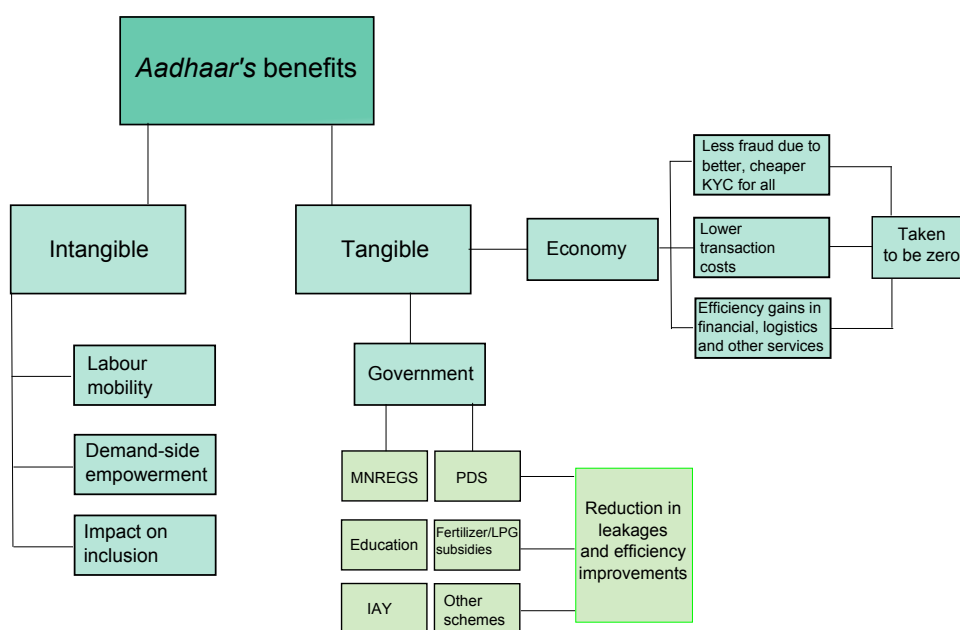 Aadhaar's benefits
Intangible
Tangible
Economy
Less fraud due to
better, cheaper
KYC for all
Lower
transaction
costs
Efficiency gains in
financial, logistics
and other services
Taken
to be zero
Labour
mobility
Demand-side
empowerment
Impact on
inclusion
Government
MNREGS
PDS
Education
Fertilizer/LPG
subsidies
IAY
Other
schemes
Reduction in
leakages
and efficiency
improvements